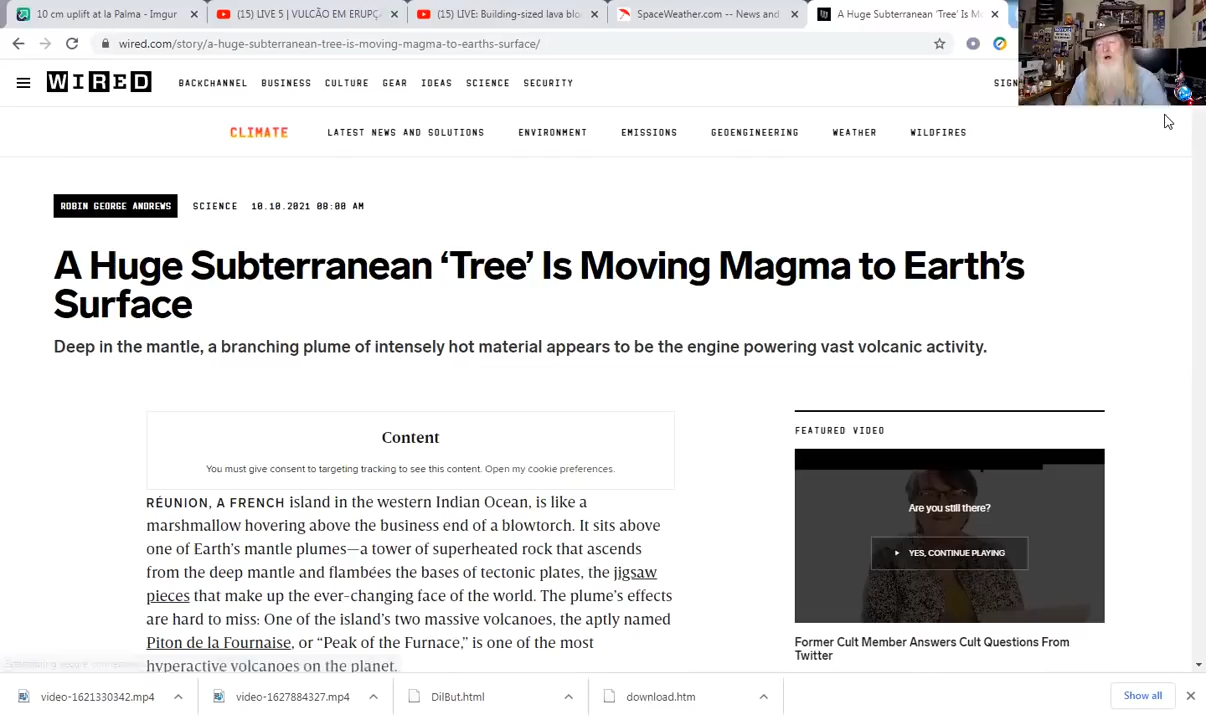 10 cm uplift at la Palma - Imgur
(15) LIVE 5 | VULCÃO EM ERUPÇ
(15) LIVE: Building-sized lava blo
SpaceWeather.com -- News and
A Huge Subterranean 'Tree' Is Mo
wired.com/story/a-huge-subterranean-tree-is-moving-magma-to-earths-surface/
WIRED
BACKCHANNEL BUSINESS CULTURE GEAR IDEAS SCIENCE SECURITY
SIGN
CLIMATE LATEST NEWS AND SOLUTIONS ENVIRONMENT EMISSIONS GEOENGINEERING WEATHER WILDFIRES
ROBIN GEORGE ANDREWS SCIENCE 10.10.2021 08:00 AM
A Huge Subterranean ‘Tree’ Is Moving Magma to Earth’s
Surface
Deep in the mantle, a branching plume of intensely hot material appears to be the engine powering vast volcanic activity.
Content
You must give consent to targeting tracking to see this content. Open my cookie preferences.
RÉUNION, A FRENCH island in the western Indian Ocean, is like a
marshmallow hovering above the business end of a blowtorch. It sits above
one of Earth’s mantle plumes—a tower of superheated rock that ascends
from the deep mantle and flambées the bases of tectonic plates, the jigsaw
pieces that make up the ever-changing face of the world. The plume’s effects
are hard to miss: One of the island’s two massive volcanoes, the aptly named
Piton de la Fournaise, or “Peak of the Furnace,” is one of the most
hyperactive volcanoes on the planet.
FEATURED VIDEO
Are you still there?
YES, CONTINUE PLAYING
Former Cult Member Answers Cult Questions From
Twitter
video-1621330342.mp4
video-1627884327.mp4
DilBut.html
download.htm
Show all